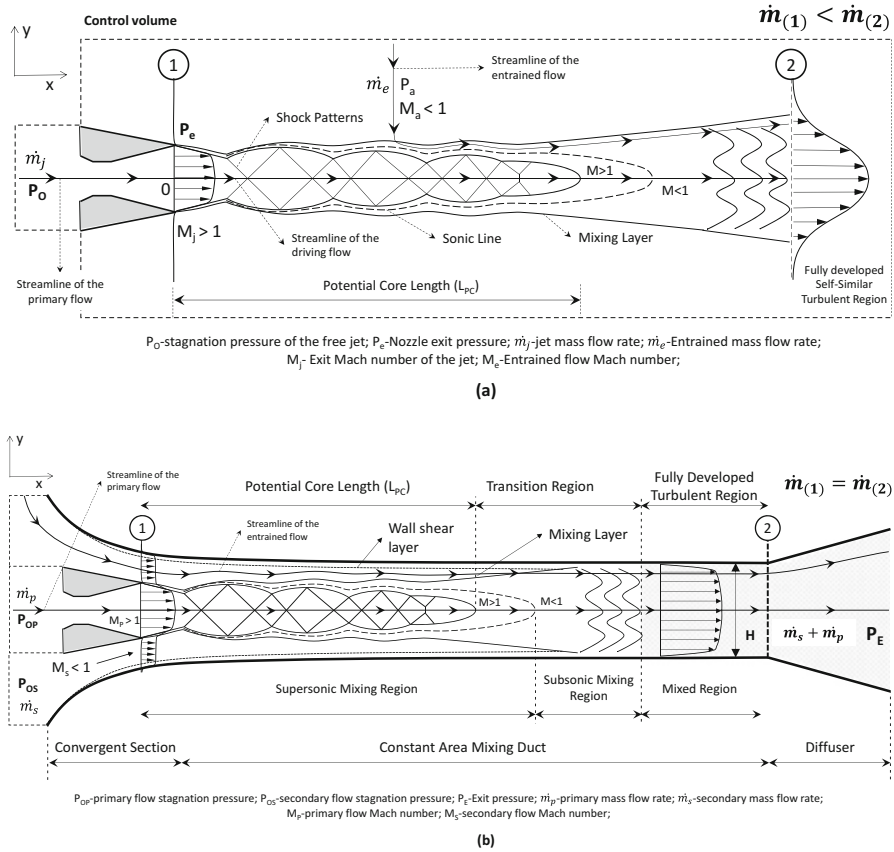 Control volume
ṁ(1) < ṁ(2)
y
x
1
2
Streamline of the
entrained flow
ṁe
Pa
Ma < 1
Shock Patterns
Pe
ṁj
PO
0
M>1
M<1
Mj > 1
Streamline of the
driving flow
Sonic Line
Mixing Layer
Streamline of the
primary flow
Potential Core Length (LPC)
Fully developed
Self-Similar
Turbulent Region
PO-stagnation pressure of the free jet; Pe-Nozzle exit pressure; ṁj-jet mass flow rate; ṁe-Entrained mass flow rate;
Mj- Exit Mach number of the jet; Me-Entrained flow Mach number;
(a)
y
x
Streamline of the
primary flow
Potential Core Length (LPC)
Transition Region
Fully Developed
Turbulent Region
ṁ(1) = ṁ(2)
1
2
Streamline of the
entrained flow
Wall shear
layer
Mixing Layer
ṁp
POP
Mp > 1
M>1
M<1
H
ṁs + ṁp
PE
Ms < 1
POS
ṁs
Supersonic Mixing Region
Subsonic Mixing
Region
Mixed Region
Convergent Section
Constant Area Mixing Duct
Diffuser
POP-primary flow stagnation pressure; POS-secondary flow stagnation pressure; PE-Exit pressure; ṁp-primary mass flow rate; ṁs-secondary mass flow rate;
MP-primary flow Mach number; MS-secondary flow Mach number;
(b)